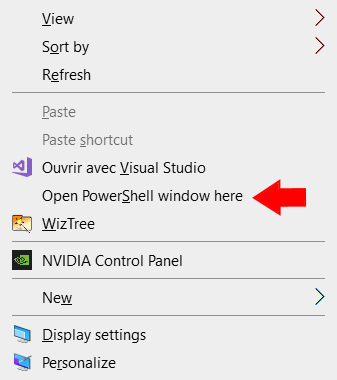 View
Sort by
Refresh
Paste
Paste shortcut
Ouvrir avec Visual Studio
Open PowerShell window here
WizTree
NVIDIA Control Panel
New
Display settings
Personalize